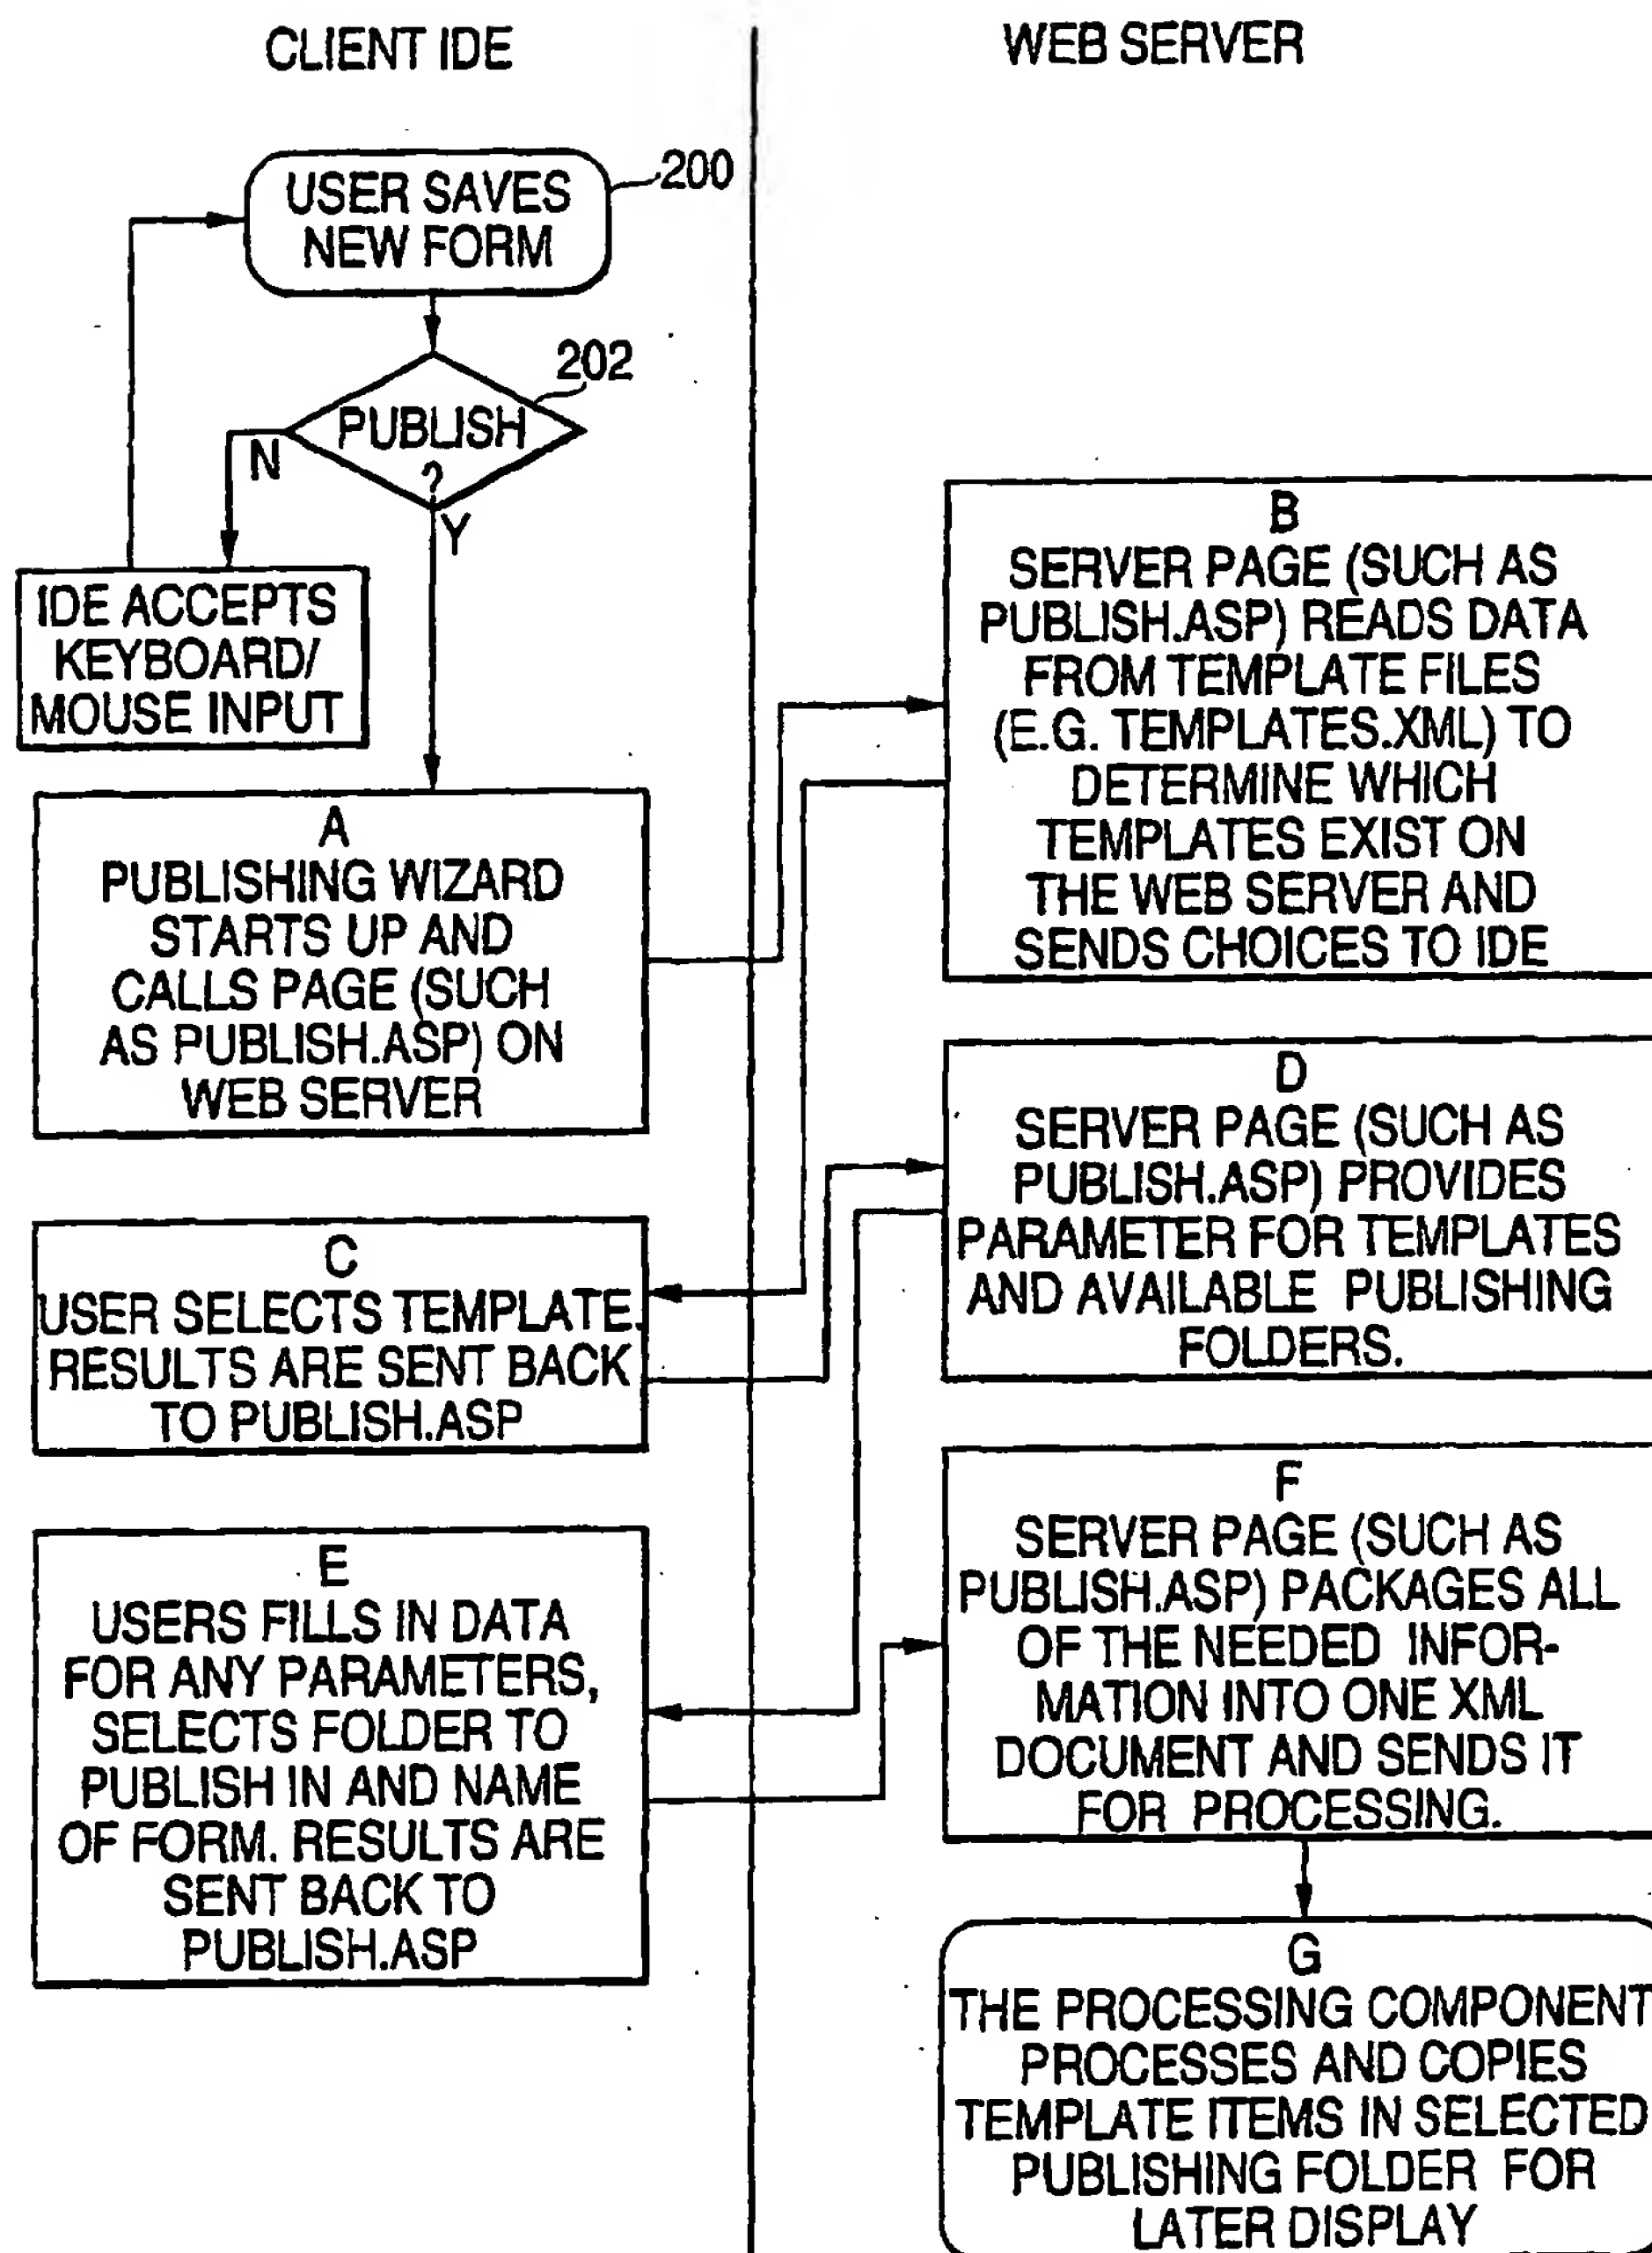 CLIENT IDE
WEB SERVER
USER SAVES
NEW FORM
200
202
PUBLISH
?
N
Y
IDE ACCEPTS
KEYBOARD/
MOUSE INPUT
A
PUBLISHING WIZARD
STARTS UP AND
CALLS PAGE (SUCH
AS PUBLISH.ASP) ON
WEB SERVER
B
SERVER PAGE (SUCH AS
PUBLISH.ASP) READS DATA
FROM TEMPLATE FILES
(E.G. TEMPLATES.XML) TO
DETERMINE WHICH
TEMPLATES EXIST ON
THE WEB SERVER AND
SENDS CHOICES TO IDE
C
USER SELECTS TEMPLATE.
RESULTS ARE SENT BACK
TO PUBLISH.ASP
D
SERVER PAGE (SUCH AS
PUBLISH.ASP) PROVIDES
PARAMETER FOR TEMPLATES
AND AVAILABLE PUBLISHING
FOLDERS.
E
USERS FILLS IN DATA
FOR ANY PARAMETERS,
SELECTS FOLDER TO
PUBLISH IN AND NAME
OF FORM. RESULTS ARE
SENT BACK TO
PUBLISH.ASP
F
SERVER PAGE (SUCH AS
PUBLISH.ASP) PACKAGES ALL
OF THE NEEDED INFOR-
MATION INTO ONE XML
DOCUMENT AND SENDS IT
FOR PROCESSING.
G
THE PROCESSING COMPONENT
PROCESSES AND COPIES
TEMPLATE ITEMS IN SELECTED
PUBLISHING FOLDER FOR
LATER DISPLAY